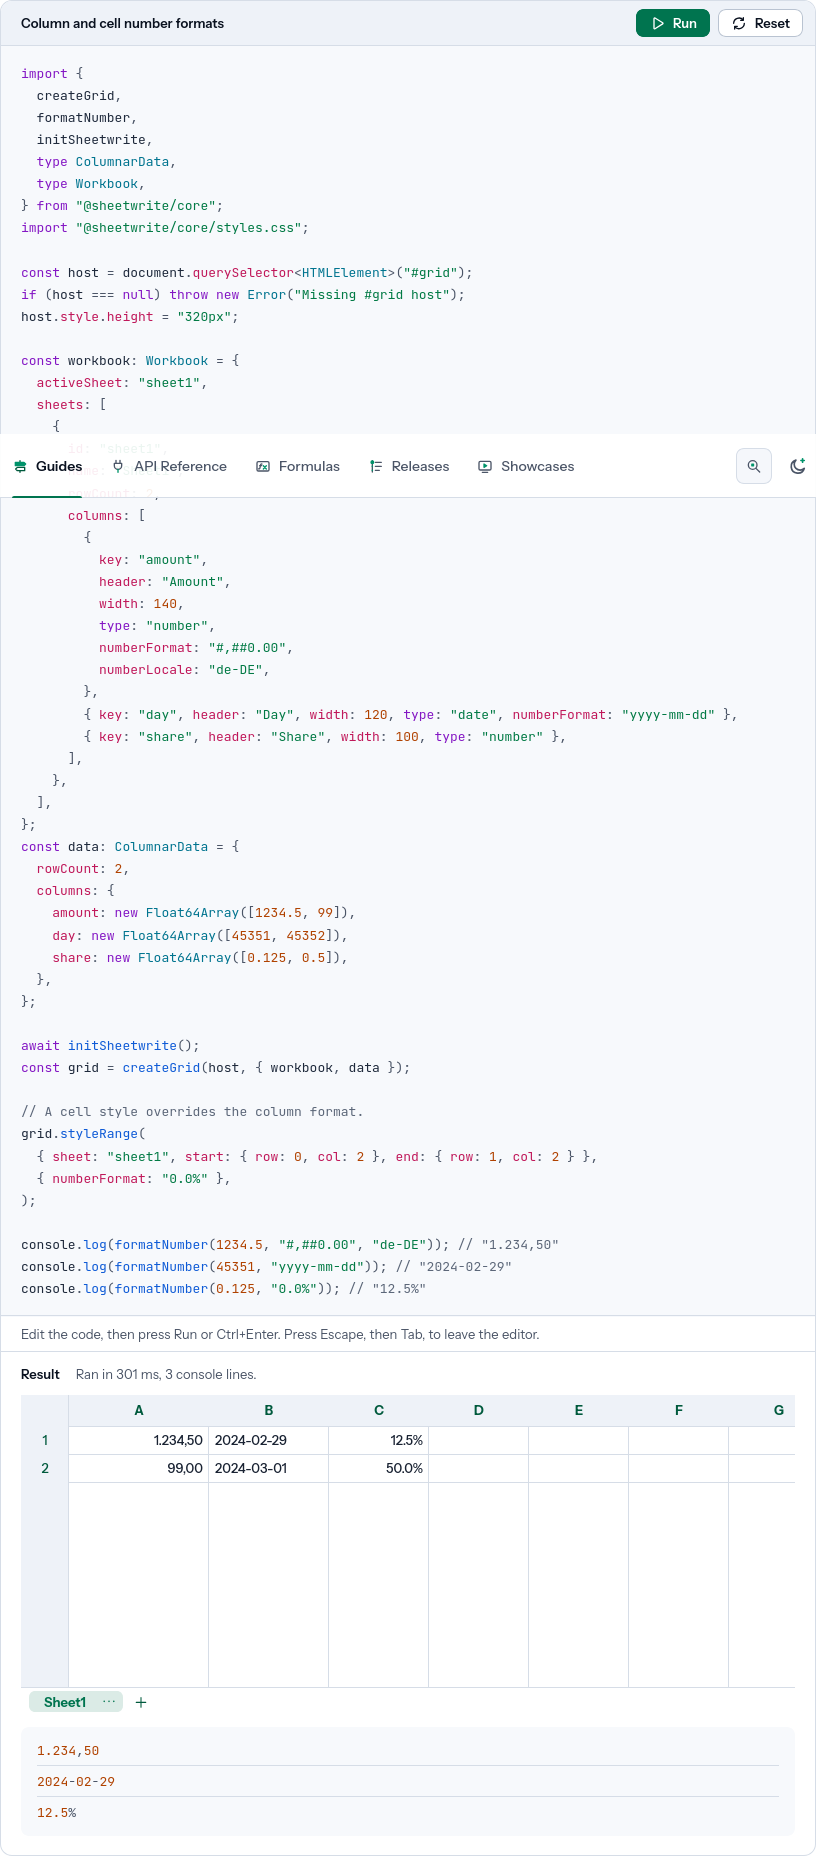 Column and cell number formats
Run
Reset
import {
  createGrid,
  formatNumber,
  initSheetwrite,
  type ColumnarData,
  type Workbook,
} from "@sheetwrite/core";
import "@sheetwrite/core/styles.css";
const host = document.querySelector<HTMLElement>("#grid");
if (host === null) throw new Error("Missing #grid host");
host.style.height = "320px";
const workbook: Workbook = {
  activeSheet: "sheet1",
  sheets: [
    {
      id: "sheet1",
Guides
API Reference
Formulas
Releases
Showcases
      rowCount: 2,
      columns: [
        {
          key: "amount",
          header: "Amount",
          width: 140,
          type: "number",
          numberFormat: "#,##0.00",
          numberLocale: "de-DE",
        },
        { key: "day", header: "Day", width: 120, type: "date", numberFormat: "yyyy-mm-dd" },
        { key: "share", header: "Share", width: 100, type: "number" },
      ],
    },
  ],
};
const data: ColumnarData = {
  rowCount: 2,
  columns: {
    amount: new Float64Array([1234.5, 99]),
    day: new Float64Array([45351, 45352]),
    share: new Float64Array([0.125, 0.5]),
  },
};
await initSheetwrite();
const grid = createGrid(host, { workbook, data });
// A cell style overrides the column format.
grid.styleRange(
  { sheet: "sheet1", start: { row: 0, col: 2 }, end: { row: 1, col: 2 } },
  { numberFormat: "0.0%" },
);
console.log(formatNumber(1234.5, "#,##0.00", "de-DE")); // "1.234,50"
console.log(formatNumber(45351, "yyyy-mm-dd")); // "2024-02-29"
console.log(formatNumber(0.125, "0.0%")); // "12.5%"
Edit the code, then press Run or Ctrl+Enter. Press Escape, then Tab, to leave the editor.
Result Ran in 301 ms, 3 console lines.
A B C D E F G
1 1.234,50 2024-02-29 12.5%
2 99,00 2024-03-01 50.0%
Sheet1 ··· +
1.234,50
2024-02-29
12.5%